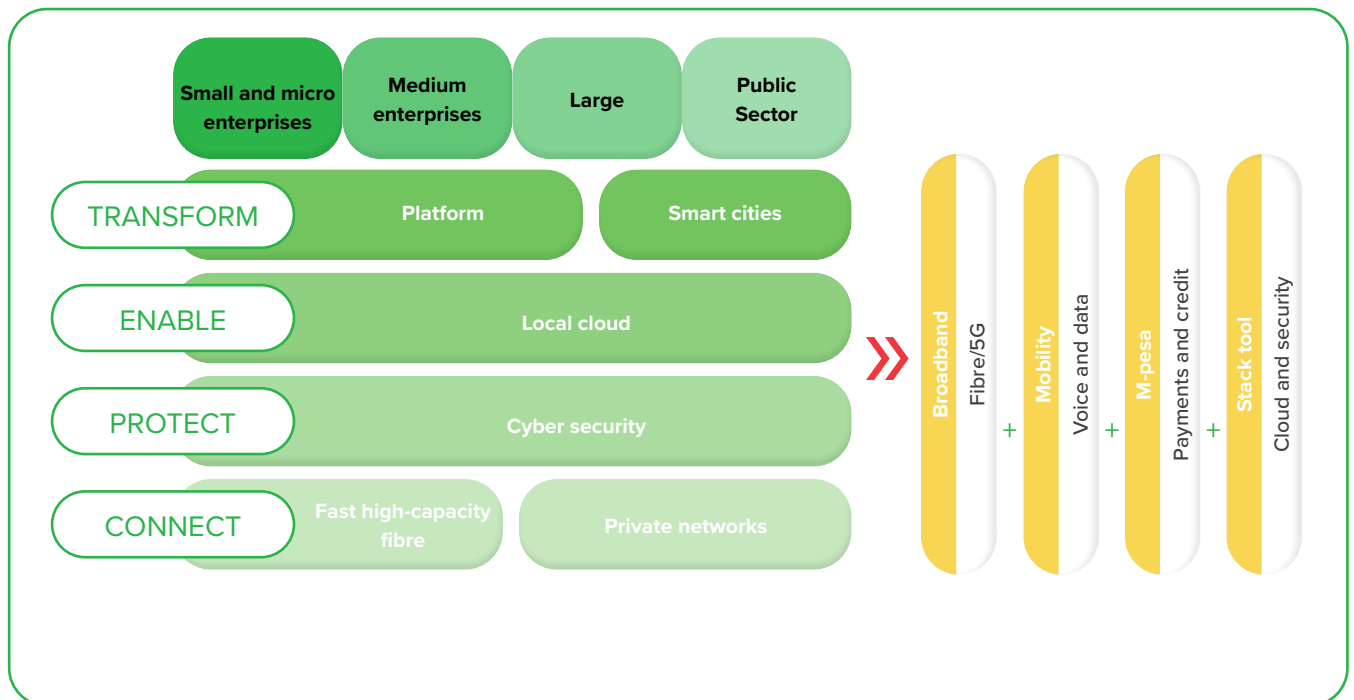 Small and micro
enterprises
Medium
enterprises
Large
Public
Sector
TRANSFORM
Platform
Smart cities
ENABLE
Local cloud
PROTECT
Cyber security
CONNECT
Fast high-capacity
fibre
Private networks
Broadband
Fibre/5G
+
Mobility
Voice and data
+
M-pesa
Payments and credit
+
Stack tool
Cloud and security